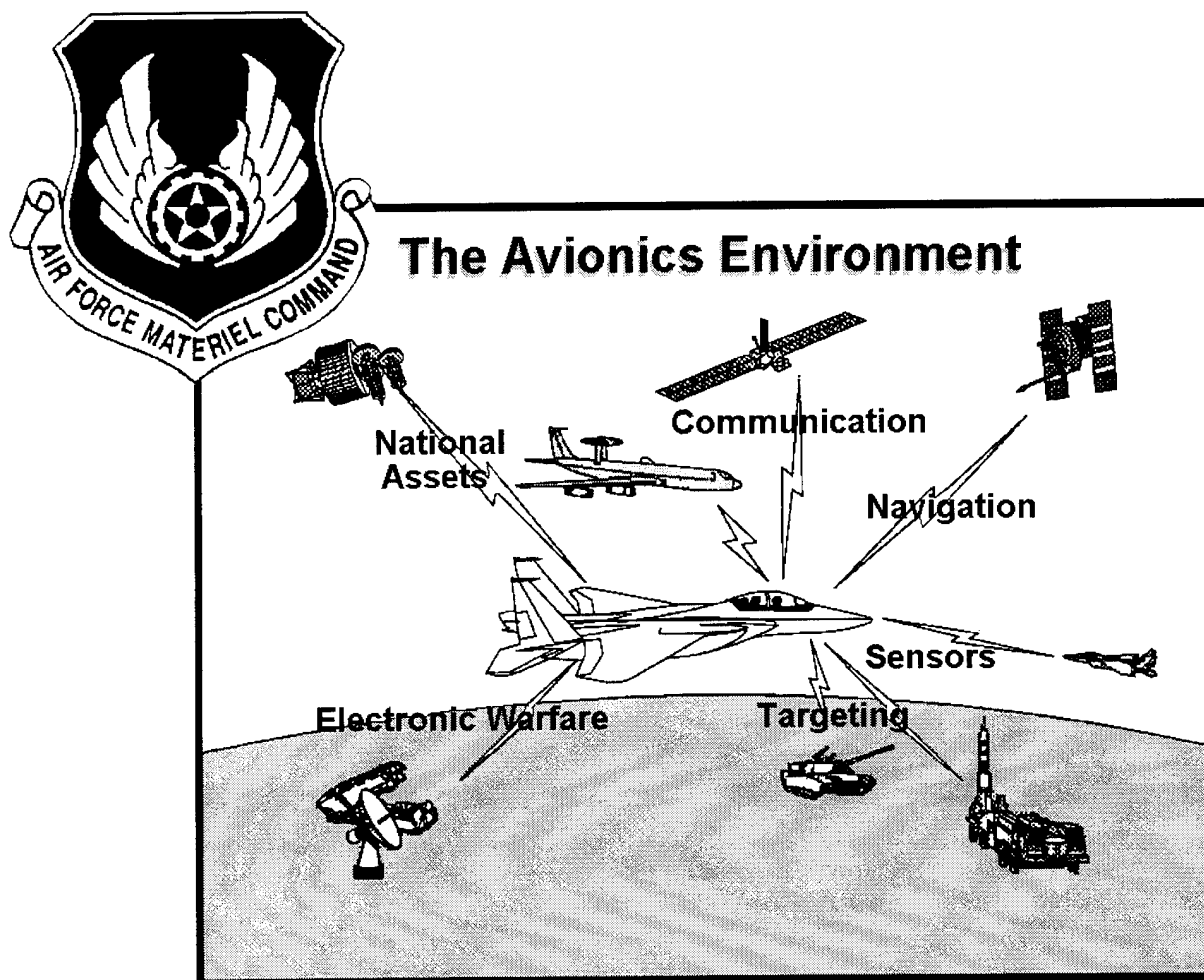 AIR FORCE MATERIEL COMMAND
The Avionics Environment
Communication
National
Assets
Navigation
Sensors
Electronic Warfare
Targeting